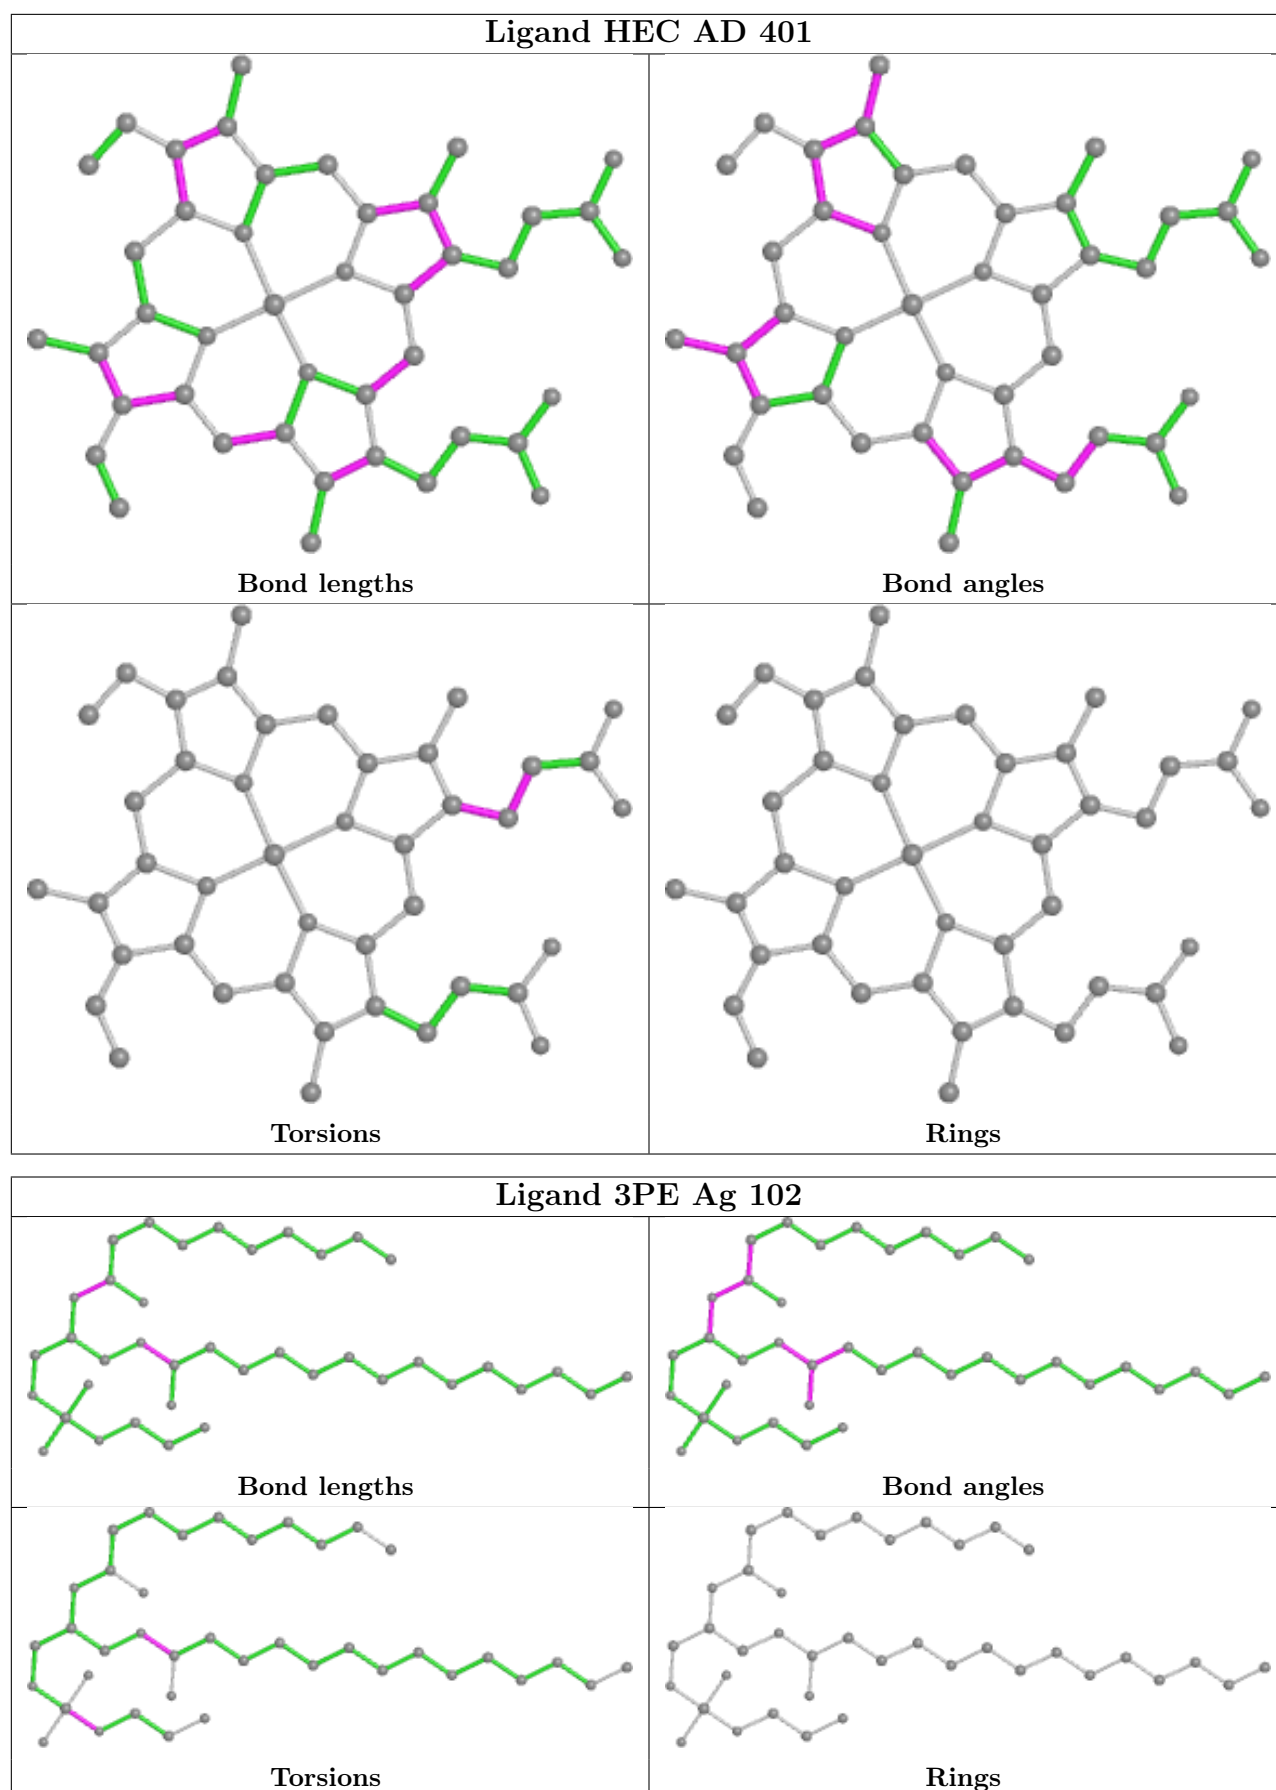 Ligand HEC AD 401
Bond lengths
Bond angles
Torsions
Rings
Ligand 3PE Ag 102
Bond lengths
Bond angles
Torsions
Rings